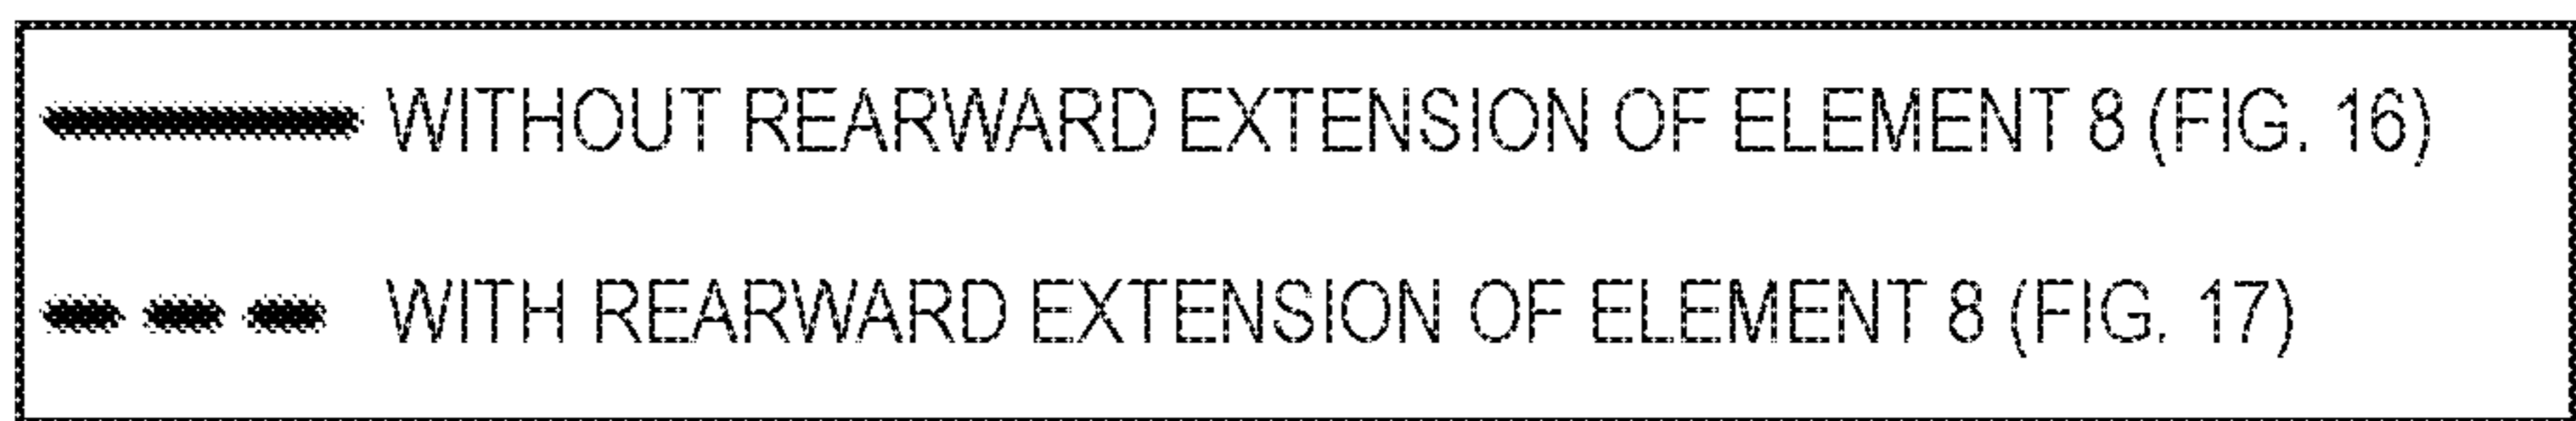 WITHOUT REARWARD EXTENSION OF ELEMENT 8 (FIG. 16)
WITH REARWARD EXTENSION OF ELEMENT 8 (FIG. 17)